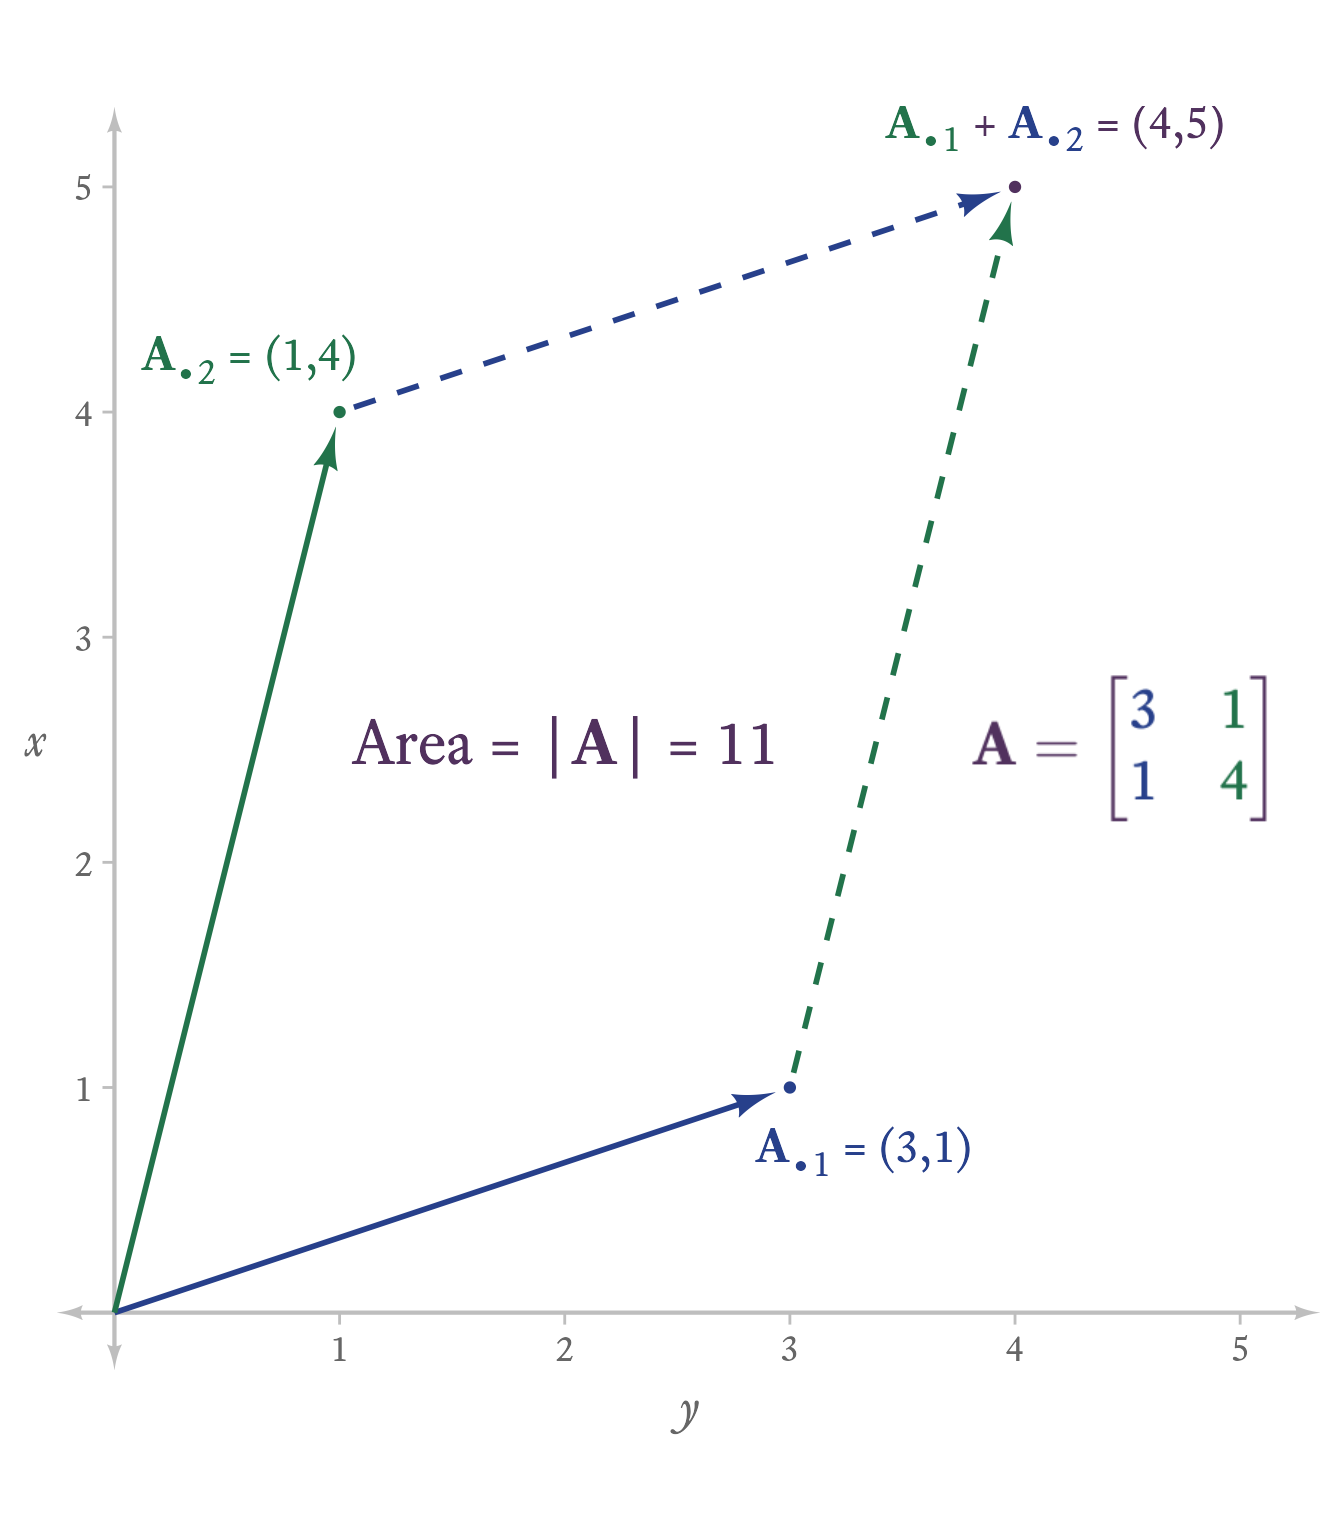 A•1 + A•2 = (4,5)
5
A•2 = (1,4)
4
3
x
Area = |A| = 11
A = [3 1
1 4]
2
1
A•1 = (3,1)
1 2 3 4 5
y